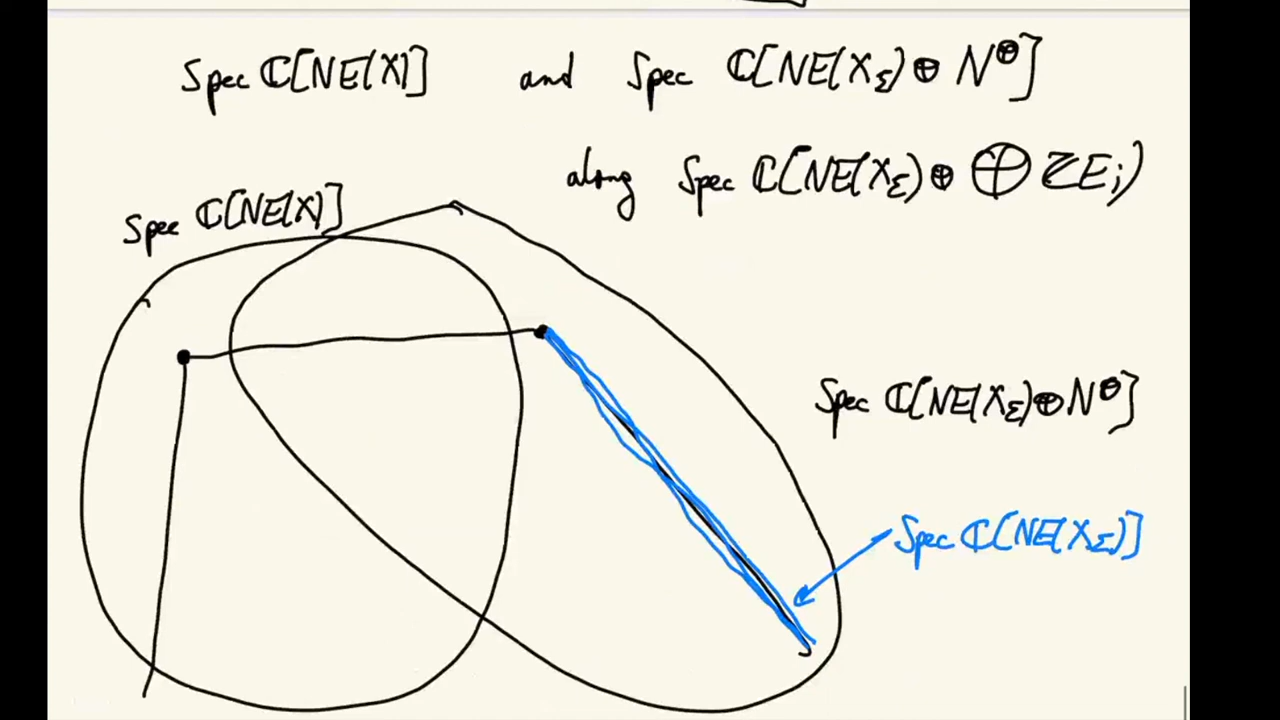 Spec ℂ[NE(X)] and Spec ℂ[NE(X_Σ) ⊕ N^⊕]
along Spec ℂ[NE(X_Σ) ⊕ ⨁ ℤE_i]
Spec ℂ[NE(X)]
Spec ℂ[NE(X_Σ) ⊕ N^⊕]
Spec ℂ[NE(X_Σ)]